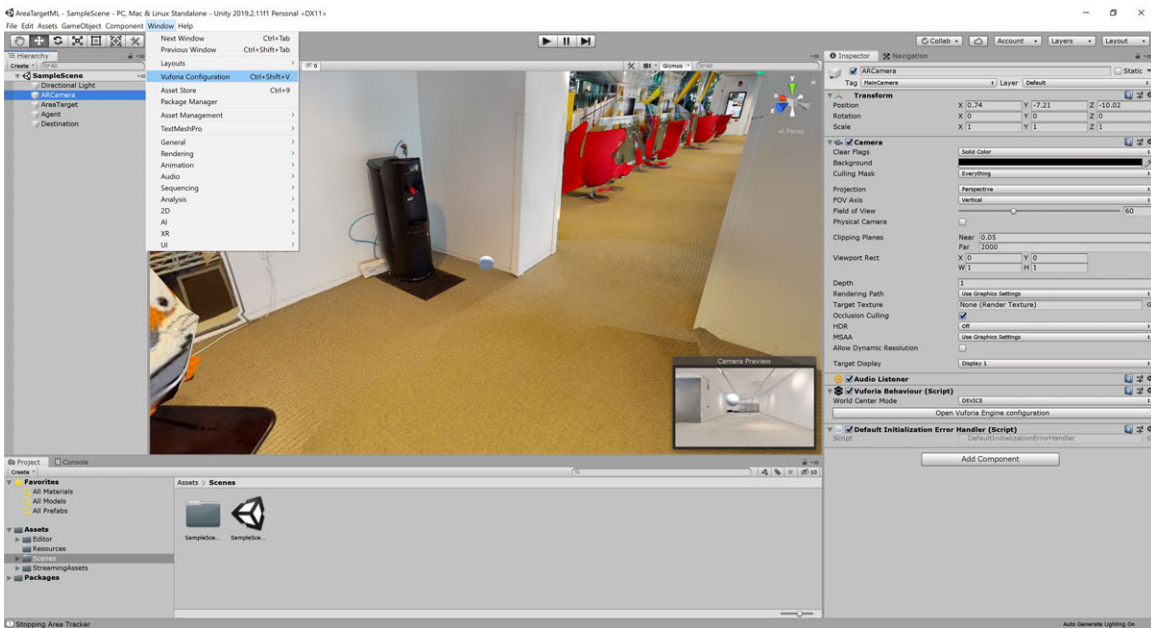 AreaTargetML - SampleScene - PC, Mac & Linux Standalone - Unity 2019.2.11f1 Personal <DX11>
File Edit Assets GameObject Component Window Help
Collab
Account
Layers
Layout
Hierarchy
Create
All
SampleScene
Directional Light
ARCamera
AreaTarget
Agent
Destination
Next Window Ctrl+Tab
Previous Window Ctrl+Shift+Tab
Layouts
Vuforia Configuration Ctrl+Shift+V
Asset Store Ctrl+9
Package Manager
Asset Management
TextMeshPro
General
Rendering
Animation
Audio
Sequencing
Analysis
2D
AI
XR
UI
0
Gizmos
All
y
z
Persp
Camera Preview
Inspector
Navigation
ARCamera
Static
Tag MainCamera Layer Default
Transform
Position X 0.74 Y -7.21 Z -10.02
Rotation X 0 Y 0 Z 0
Scale X 1 Y 1 Z 1
Camera
Clear Flags Solid Color
Background
Culling Mask Everything
Projection Perspective
FOV Axis Vertical
Field of View 60
Physical Camera
Clipping Planes Near 0.05
Far 2000
Viewport Rect X 0 Y 0
W 1 H 1
Depth 1
Rendering Path Use Graphics Settings
Target Texture None (Render Texture)
Occlusion Culling
HDR Off
MSAA Use Graphics Settings
Allow Dynamic Resolution
Target Display Display 1
Audio Listener
Vuforia Behaviour (Script)
World Center Mode DEVICE
Open Vuforia Engine configuration
Default Initialization Error Handler (Script)
Script DefaultInitializationErrorHandler
Add Component
Project
Console
Create
10
Favorites
All Materials
All Models
All Prefabs
Assets
Editor
Resources
Scenes
StreamingAssets
Packages
Assets > Scenes
SampleSce...
SampleSce...
Stopping Area Tracker
Auto Generate Lighting On